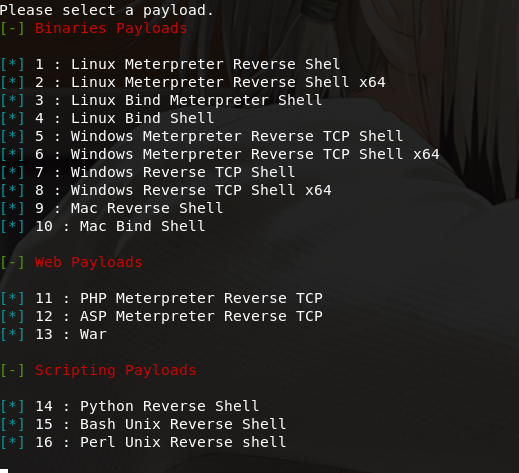 Please select a payload.
[-] Binaries Payloads
[*] 1 : Linux Meterpreter Reverse Shel
[*] 2 : Linux Meterpreter Reverse Shell x64
[*] 3 : Linux Bind Meterpreter Shell
[*] 4 : Linux Bind Shell
[*] 5 : Windows Meterpreter Reverse TCP Shell
[*] 6 : Windows Meterpreter Reverse TCP Shell x64
[*] 7 : Windows Reverse TCP Shell
[*] 8 : Windows Reverse TCP Shell x64
[*] 9 : Mac Reverse Shell
[*] 10 : Mac Bind Shell
[-] Web Payloads
[*] 11 : PHP Meterpreter Reverse TCP
[*] 12 : ASP Meterpreter Reverse TCP
[*] 13 : War
[-] Scripting Payloads
[*] 14 : Python Reverse Shell
[*] 15 : Bash Unix Reverse Shell
[*] 16 : Perl Unix Reverse shell